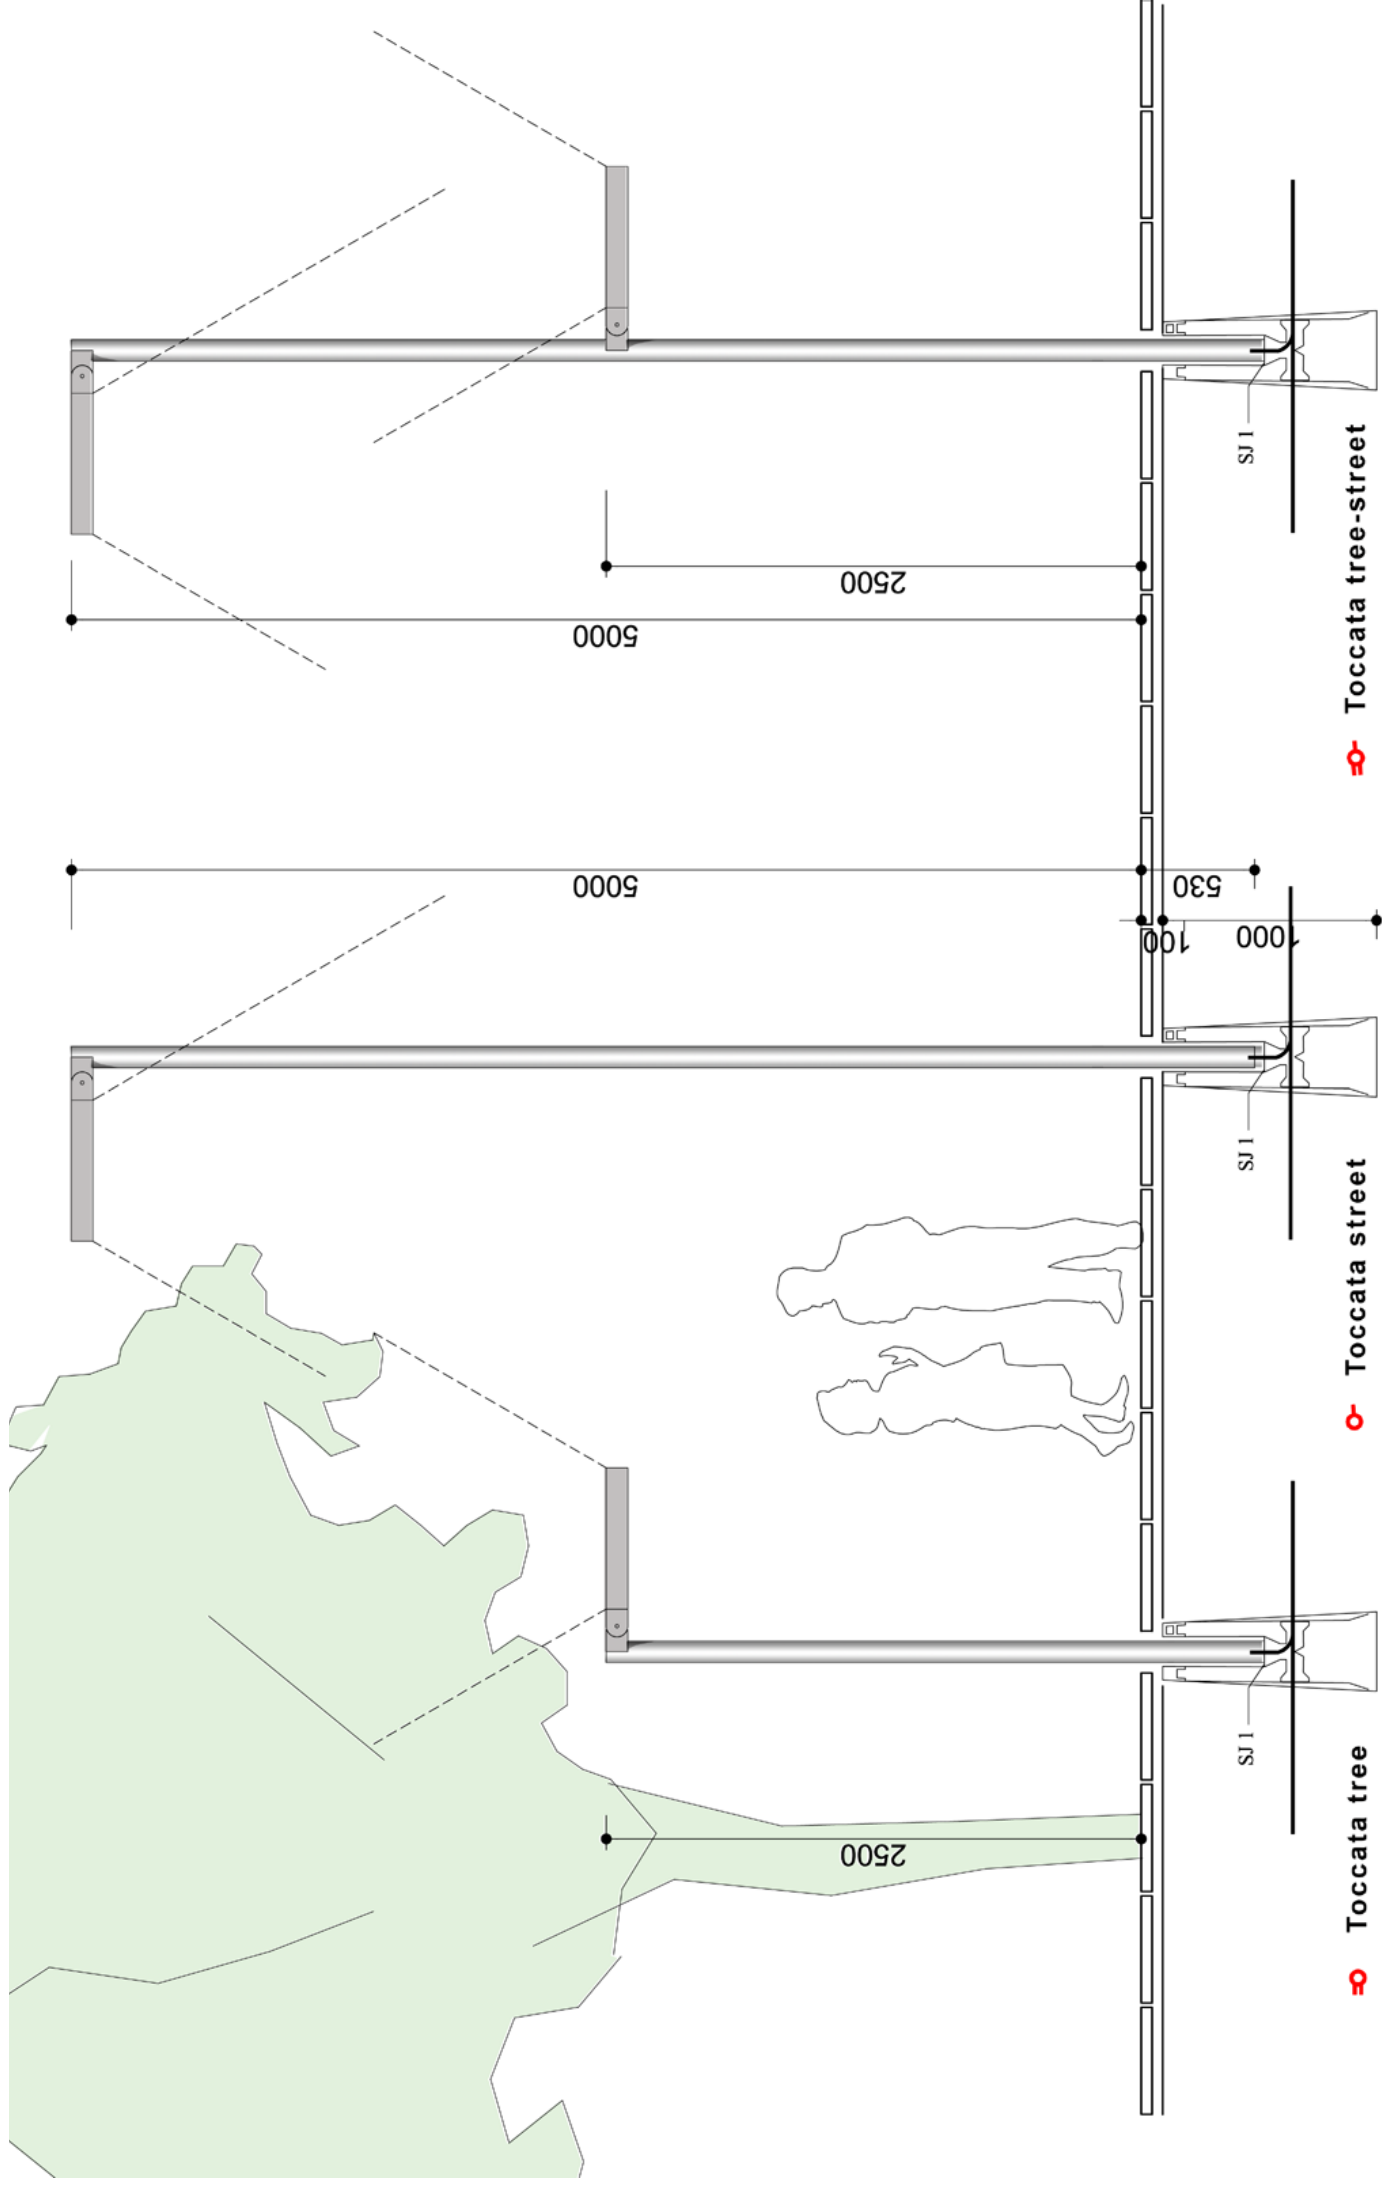 2500
5000
530
100
1000
5000
2500
SJ 1
SJ 1
SJ 1
Toccata tree
Toccata street
Toccata tree-street